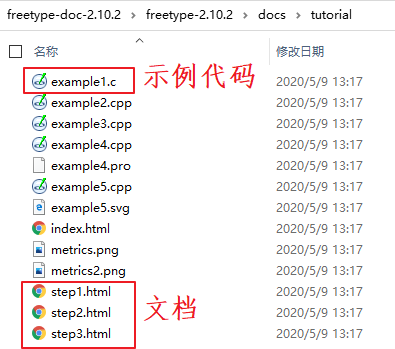 freetype-doc-2.10.2 > freetype-2.10.2 > docs > tutorial
名称 修改日期
example1.c 2020/5/9 13:17 示例代码
example2.cpp 2020/5/9 13:17
example3.cpp 2020/5/9 13:17
example4.cpp 2020/5/9 13:17
example4.pro 2020/5/9 13:17
example5.cpp 2020/5/9 13:17
example5.svg 2020/5/9 13:17
index.html 2020/5/9 13:17
metrics.png 2020/5/9 13:17
metrics2.png 2020/5/9 13:17
step1.html 2020/5/9 13:17
step2.html 文档 2020/5/9 13:17
step3.html 2020/5/9 13:17